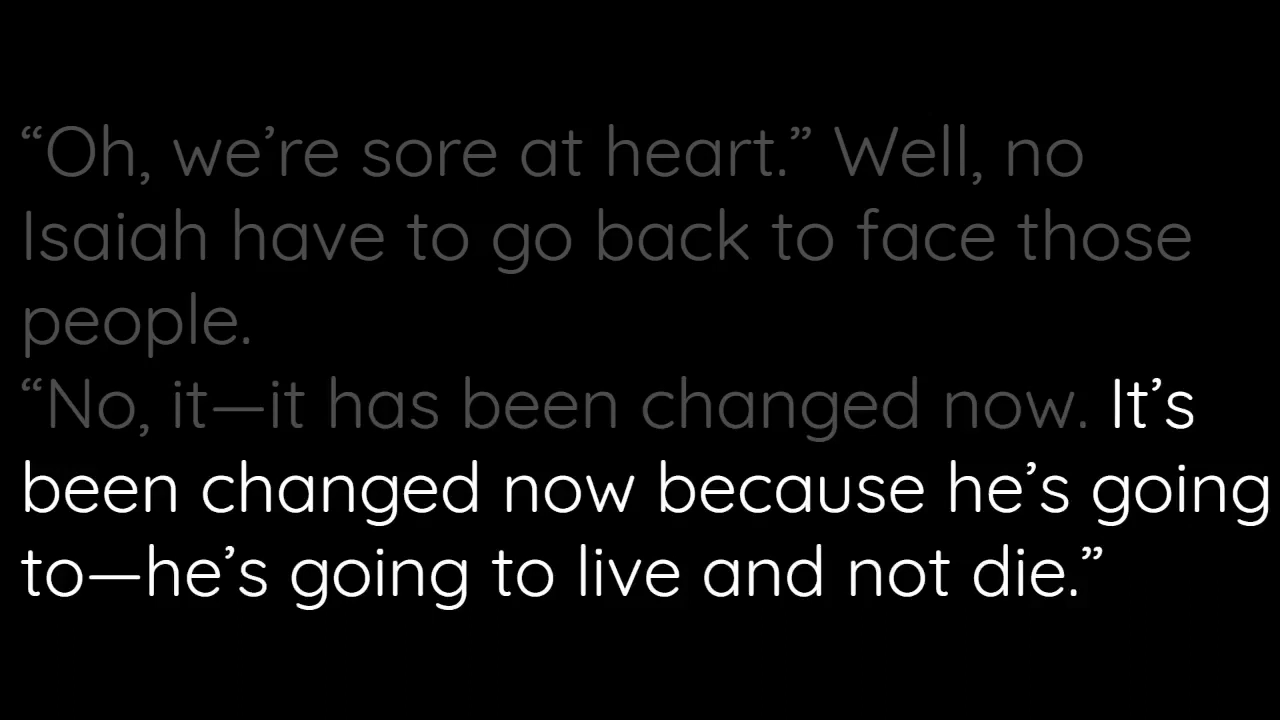 “Oh, we’re sore at heart.” Well, no
Isaiah have to go back to face those
people.
“No, it—it has been changed now. It’s
been changed now because he’s going
to—he’s going to live and not die.”